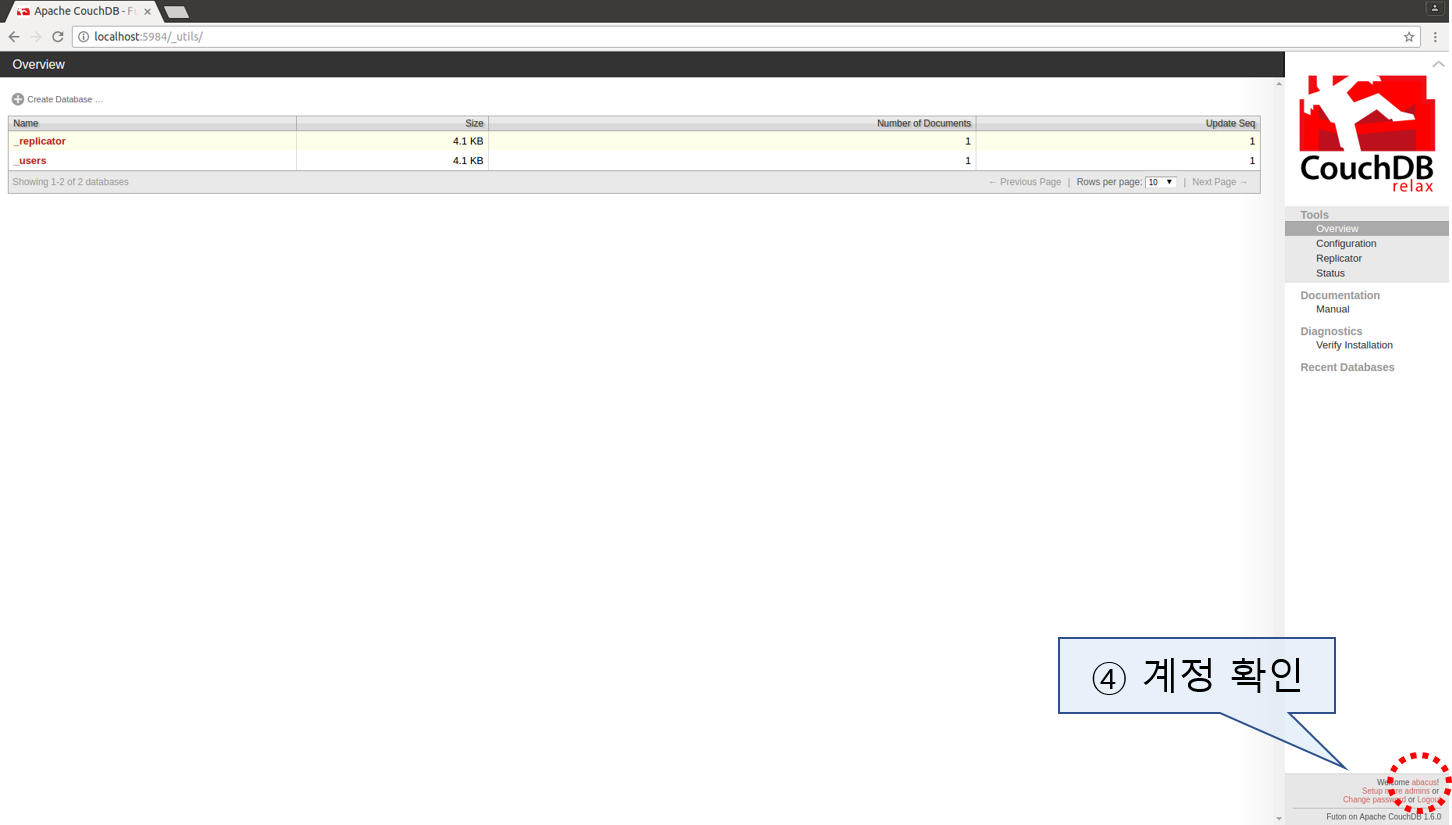 Apache CouchDB - F
localhost:5984/_utils/
Overview
Create Database ...
Name Size Number of Documents Update Seq
_replicator 4.1 KB 1 1
_users 4.1 KB 1 1
Showing 1-2 of 2 databases ← Previous Page | Rows per page: 10 | Next Page →
CouchDB
relax
Tools
Overview
Configuration
Replicator
Status
Documentation
Manual
Diagnostics
Verify Installation
Recent Databases
④ 계정 확인
Welcome abacus!
Setup more admins or
Change password or Logout
Futon on Apache CouchDB 1.6.0